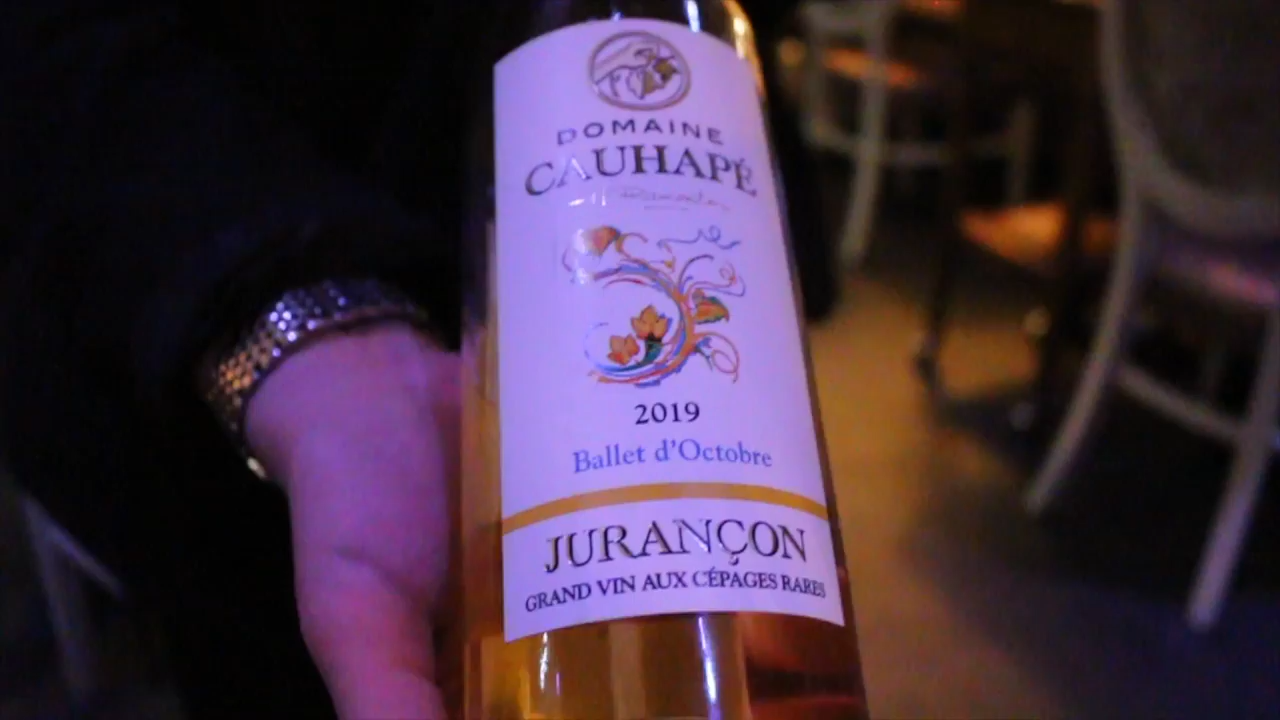 DOMAINE
CAUHAPÉ
2019
Ballet d'Octobre
JURANÇON
GRAND VIN AUX CÉPAGES RARES